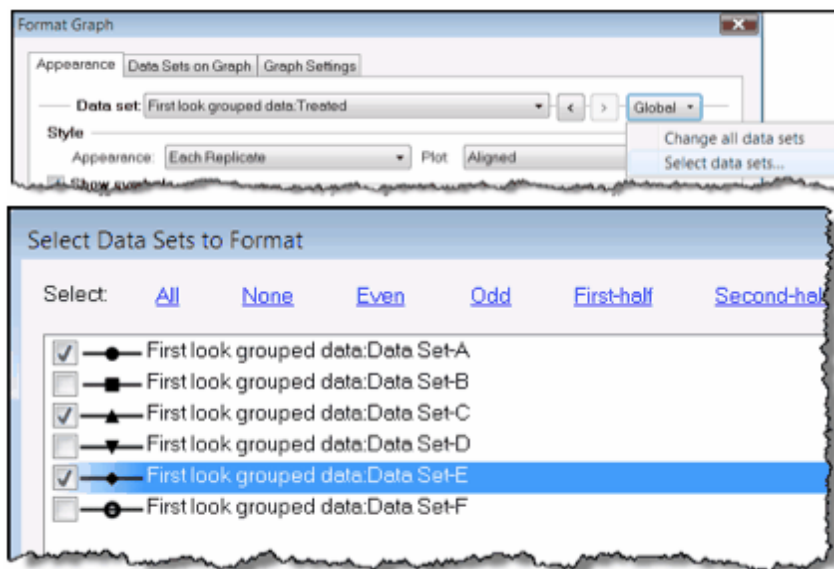 Format Graph
Appearance Data Sets on Graph Graph Settings
Data set: First look grouped data:Treated < > Global
Style
Appearance: Each Replicate Plot Aligned
Change all data sets
Select data sets...
Show symbols
Select Data Sets to Format
Select: All None Even Odd First-half Second-hal
First look grouped data:Data Set-A
First look grouped data:Data Set-B
First look grouped data:Data Set-C
First look grouped data:Data Set-D
First look grouped data:Data Set-E
First look grouped data:Data Set-F